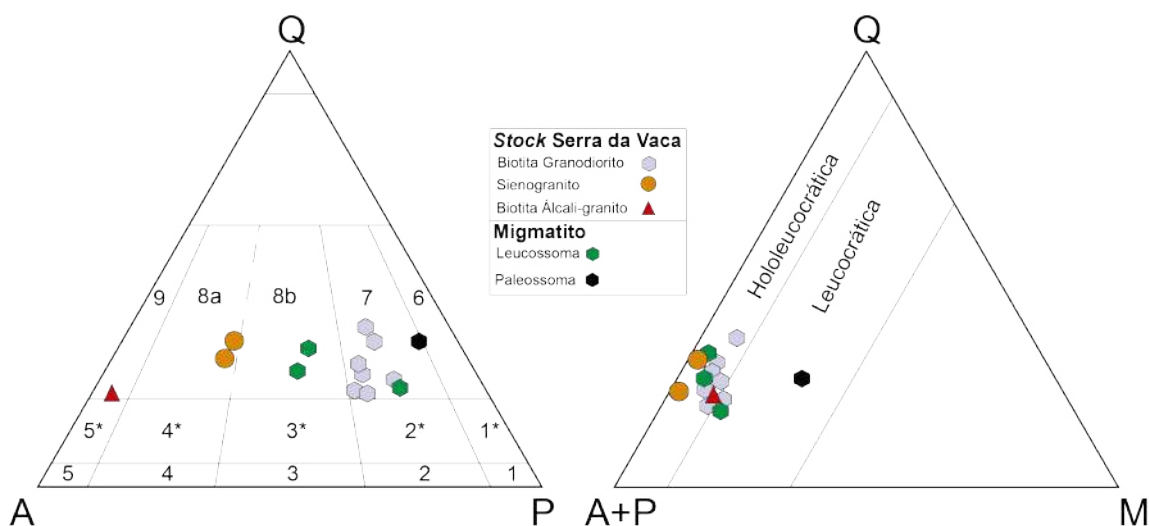 Q
9
8a
8b
7
6
5*
4*
3*
2*
1*
5
4
3
2
1
A
P
Stock Serra da Vaca
Biotita Granodiorito
Sienogranito
Biotita Álcali-granito
Migmatito
Leucossoma
Paleossoma
Q
Hololeucocrática
Leucocrática
A+P
M